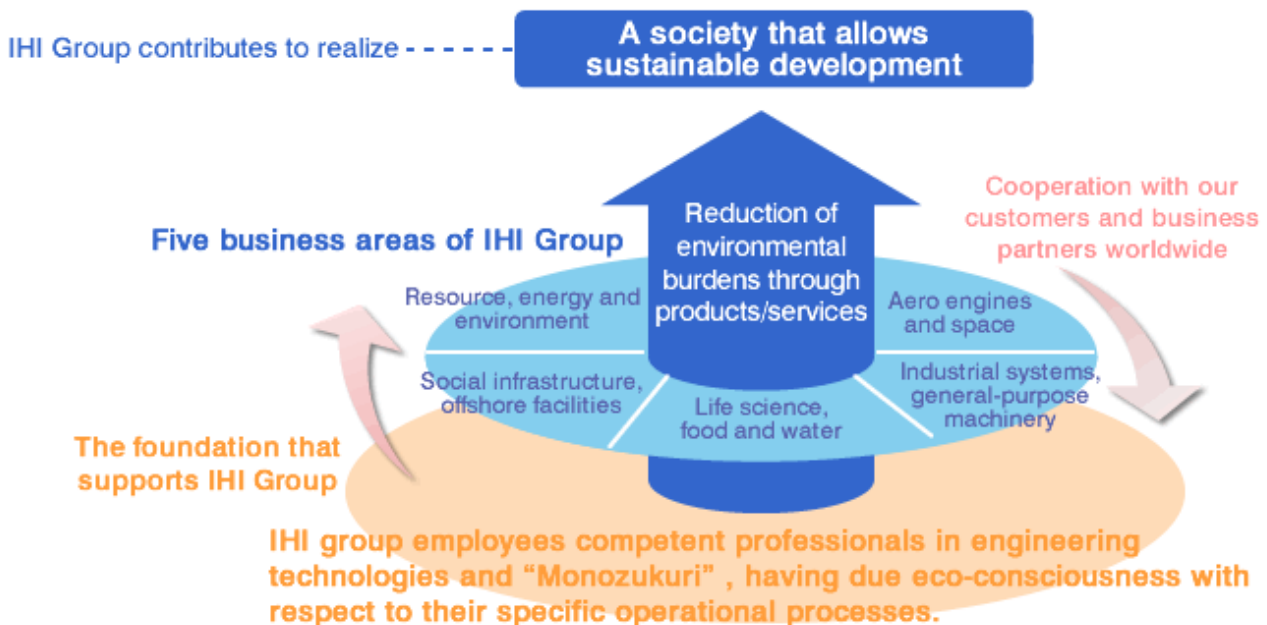 A society that allows
sustainable development
IHI Group contributes to realize
Cooperation with our
customers and business
partners worldwide
Reduction of
environmental
burdens through
products/services
Five business areas of IHI Group
Resource, energy and
environment
Aero engines
and space
Social infrastructure,
offshore facilities
Life science,
food and water
Industrial systems,
general-purpose
machinery
The foundation that
supports IHI Group
IHI group employees competent professionals in engineering
technologies and “Monozukuri” , having due eco-consciousness with
respect to their specific operational processes.